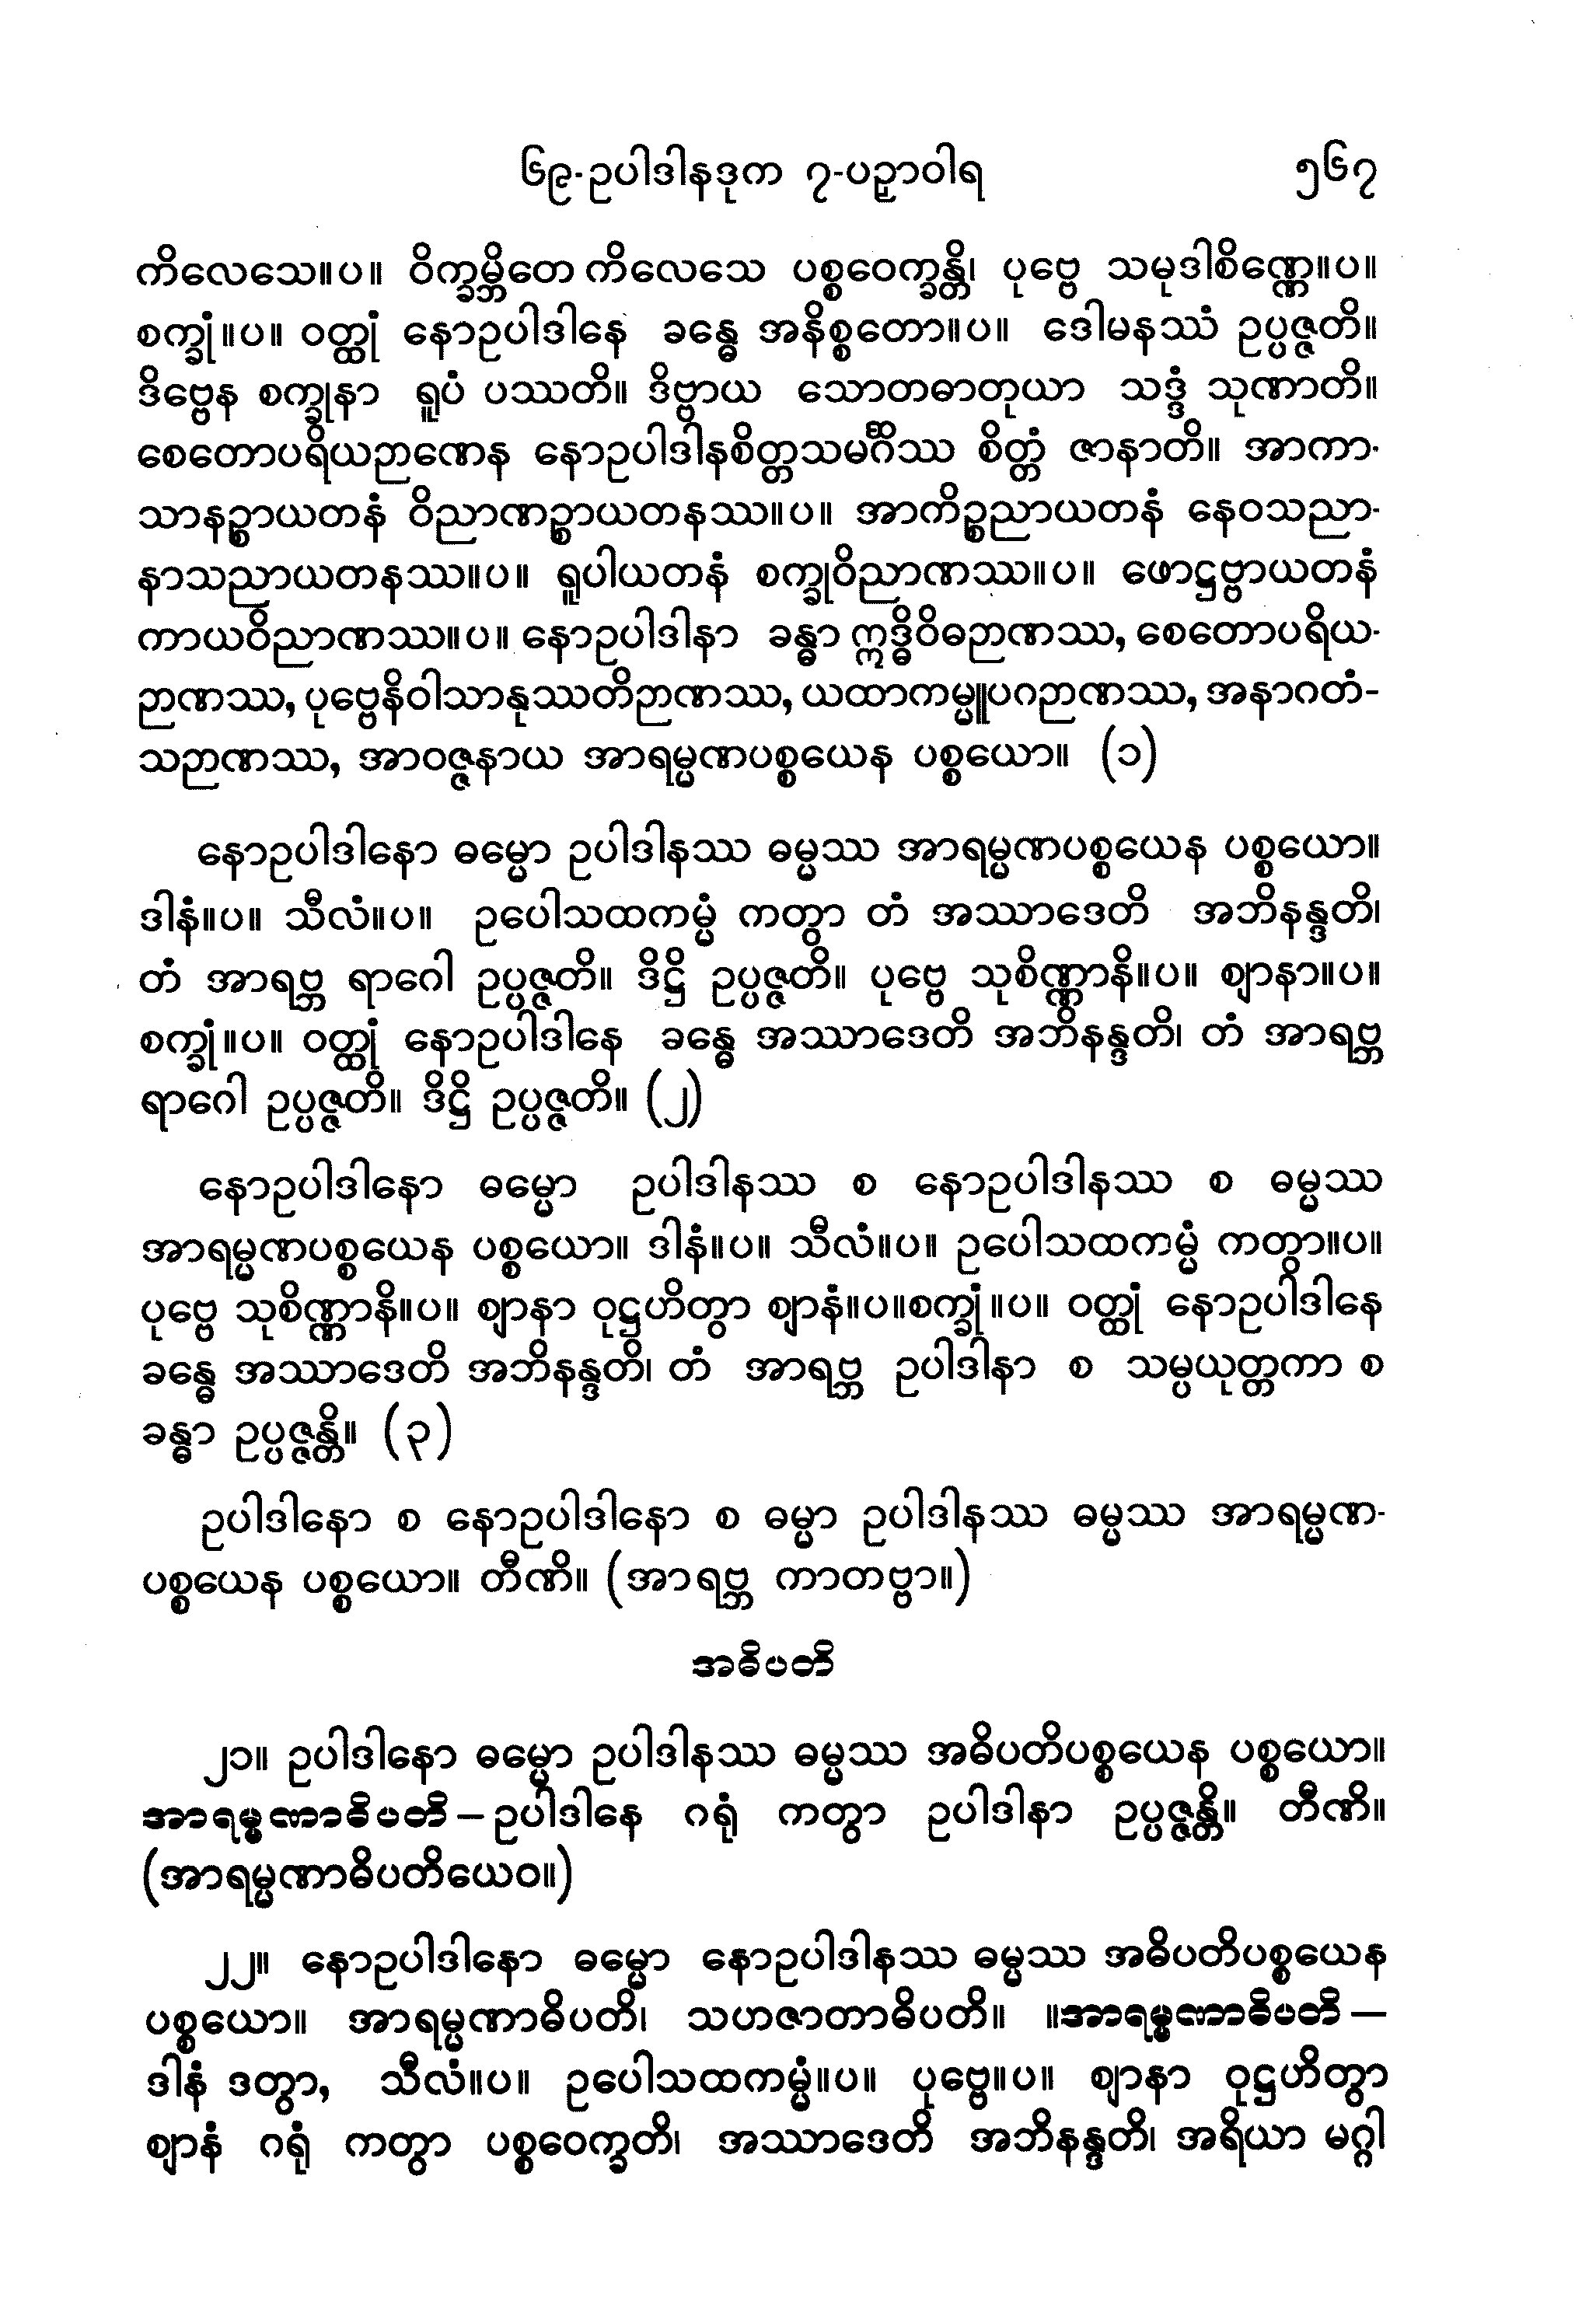 ၆၉-ဥပါဒါနဒုက ၇-ပဉှာဝါရ ၅၆၇
ကိလေသေ။ပ။ ဝိက္ခမ္ဘိတေ ကိလေသေ ပစ္စဝေက္ခန္တိ၊ ပုဗ္ဗေ သမုဒါစိဏ္ဏေ။ပ။
စက္ခုံ။ပ။ ဝတ္ထုံ နောဥပါဒါနေ ခန္ဓေ အနိစ္စတော။ပ။ ဒေါမနဿံ ဥပ္ပဇ္ဇတိ။
ဒိဗ္ဗေန စက္ခုနာ ရူပံ ပဿတိ။ ဒိဗ္ဗာယ သောတဓာတုယာ သဒ္ဒံ သုဏာတိ။
စေတောပရိယဉာဏေန နောဥပါဒါနစိတ္တသမင်္ဂိဿ စိတ္တံ ဇာနာတိ။ အာကာ-
သာနဉ္စာယတနံ ဝိညာဏဉ္စာယတနဿ။ပ။ အာကိဉ္စညာယတနံ နေဝသညာ-
နာသညာယတနဿ။ပ။ ရူပါယတနံ စက္ခုဝိညာဏဿ။ပ။ ဖောဋ္ဌဗ္ဗာယတနံ
ကာယဝိညာဏဿ။ပ။ နောဥပါဒါနာ ခန္ဓာ ဣဒ္ဓိဝိဓဉာဏဿ, စေတောပရိယ-
ဉာဏဿ, ပုဗ္ဗေနိဝါသာနုဿတိဉာဏဿ, ယထာကမ္မူပဂဉာဏဿ, အနာဂတံ-
သဉာဏဿ, အာဝဇ္ဇနာယ အာရမ္မဏပစ္စယေန ပစ္စယော။ (၁)
နောဥပါဒါနော ဓမ္မော ဥပါဒါနဿ ဓမ္မဿ အာရမ္မဏပစ္စယေန ပစ္စယော။
ဒါနံ။ပ။ သီလံ။ပ။ ဥပေါသထကမ္မံ ကတွာ တံ အဿာဒေတိ အဘိနန္ဒတိ၊
တံ အာရဗ္ဘ ရာဂေါ ဥပ္ပဇ္ဇတိ။ ဒိဋ္ဌိ ဥပ္ပဇ္ဇတိ။ ပုဗ္ဗေ သုစိဏ္ဏာနိ။ပ။ ဈာနာ။ပ။
စက္ခုံ။ပ။ ဝတ္ထုံ နောဥပါဒါနေ ခန္ဓေ အဿာဒေတိ အဘိနန္ဒတိ၊ တံ အာရဗ္ဘ
ရာဂေါ ဥပ္ပဇ္ဇတိ။ ဒိဋ္ဌိ ဥပ္ပဇ္ဇတိ။ (၂)
နောဥပါဒါနော ဓမ္မော ဥပါဒါနဿ စ နောဥပါဒါနဿ စ ဓမ္မဿ
အာရမ္မဏပစ္စယေန ပစ္စယော။ ဒါနံ။ပ။ သီလံ။ပ။ ဥပေါသထကမ္မံ ကတွာ။ပ။
ပုဗ္ဗေ သုစိဏ္ဏာနိ။ပ။ ဈာနာ ဝုဋ္ဌဟိတွာ ဈာနံ။ပ။စက္ခုံ။ပ။ ဝတ္ထုံ နောဥပါဒါနေ
ခန္ဓေ အဿာဒေတိ အဘိနန္ဒတိ၊ တံ အာရဗ္ဘ ဥပါဒါနာ စ သမ္ပယုတ္တကာ စ
ခန္ဓာ ဥပ္ပဇ္ဇန္တိ။ (၃)
ဥပါဒါနော စ နောဥပါဒါနော စ ဓမ္မာ ဥပါဒါနဿ ဓမ္မဿ အာရမ္မဏ-
ပစ္စယေန ပစ္စယော။ တီဏိ။ (အာရဗ္ဘ ကာတဗ္ဗာ။)
အဓိပတိ
၂၁။ ဥပါဒါနော ဓမ္မော ဥပါဒါနဿ ဓမ္မဿ အဓိပတိပစ္စယေန ပစ္စယော။
အာရမ္မဏာဓိပတိ – ဥပါဒါနေ ဂရုံ ကတွာ ဥပါဒါနာ ဥပ္ပဇ္ဇန္တိ။ တီဏိ။
(အာရမ္မဏာဓိပတိယေဝ။)
၂၂။ နောဥပါဒါနော ဓမ္မော နောဥပါဒါနဿ ဓမ္မဿ အဓိပတိပစ္စယေန
ပစ္စယော။ အာရမ္မဏာဓိပတိ၊ သဟဇာတာဓိပတိ။ ။အာရမ္မဏာဓိပတိ –
ဒါနံ ဒတွာ, သီလံ။ပ။ ဥပေါသထကမ္မံ။ပ။ ပုဗ္ဗေ။ပ။ ဈာနာ ဝုဋ္ဌဟိတွာ
ဈာနံ ဂရုံ ကတွာ ပစ္စဝေက္ခတိ၊ အဿာဒေတိ အဘိနန္ဒတိ၊ အရိယာ မဂ္ဂါ